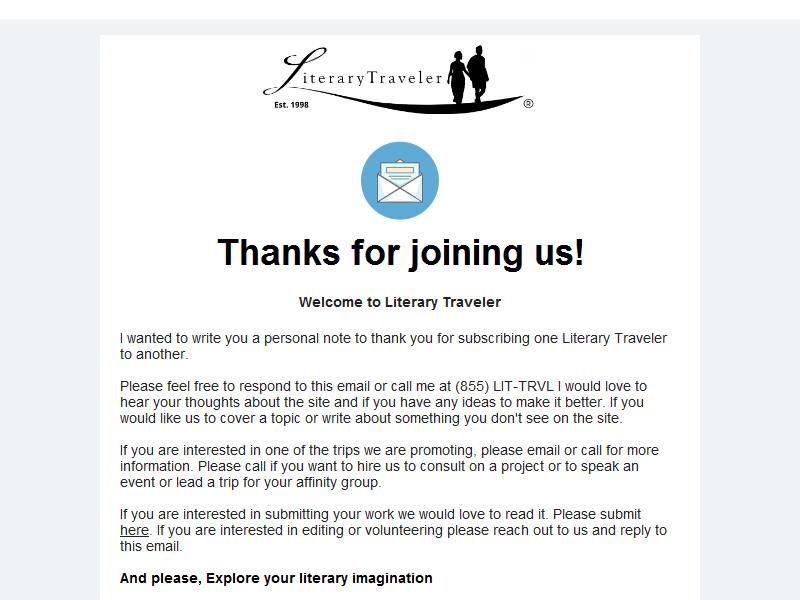 LiteraryTraveler
Est. 1998
®
Thanks for joining us!
Welcome to Literary Traveler
I wanted to write you a personal note to thank you for subscribing one Literary Traveler
to another.
Please feel free to respond to this email or call me at (855) LIT-TRVL I would love to
hear your thoughts about the site and if you have any ideas to make it better. If you
would like us to cover a topic or write about something you don't see on the site.
If you are interested in one of the trips we are promoting, please email or call for more
information. Please call if you want to hire us to consult on a project or to speak an
event or lead a trip for your affinity group.
If you are interested in submitting your work we would love to read it. Please submit
here. If you are interested in editing or volunteering please reach out to us and reply to
this email.
And please, Explore your literary imagination